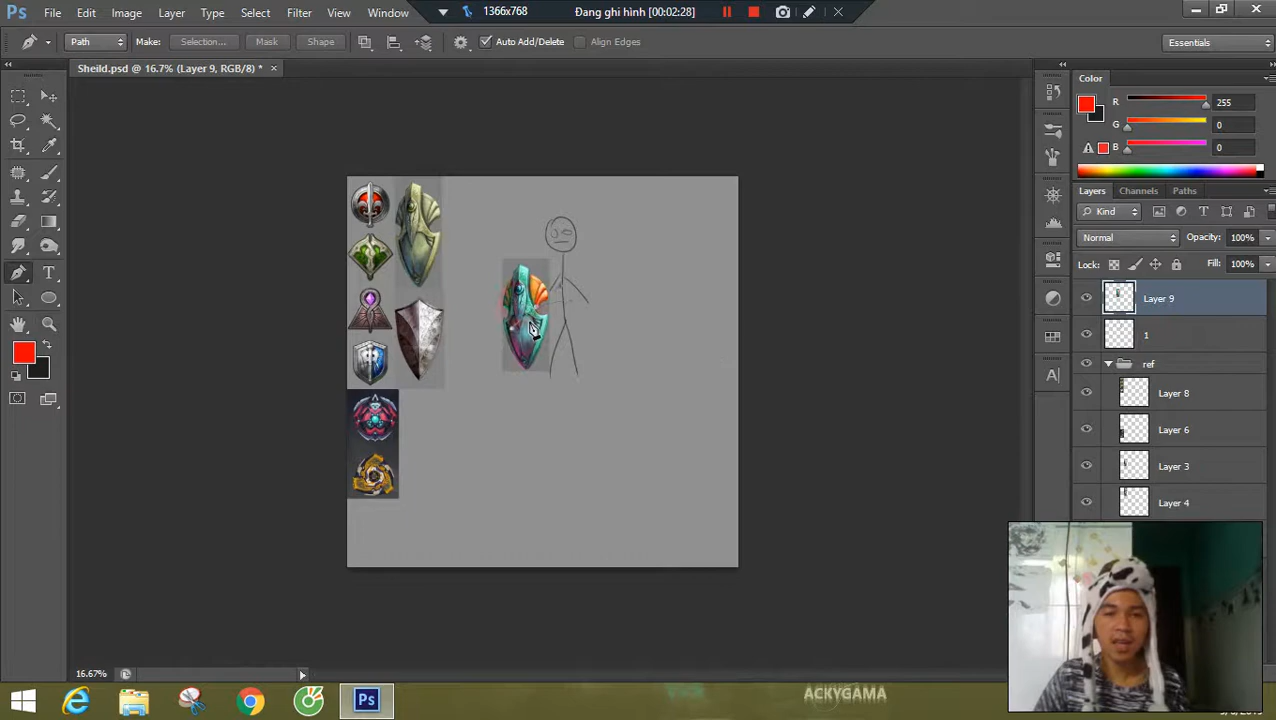 1366x768
Đang ghi hình [00:02:28]
Ps
File Edit Image Layer Type Select Filter View Window
Path
Make:
Selection...
Mask
Shape
Auto Add/Delete
Align Edges
Essentials
Sheild.psd @ 16.7% (Layer 9, RGB/8) *
Color
R 255
G 0
B 0
Layers Channels Paths
Kind
Normal
Opacity: 100%
Lock:
Fill: 100%
Layer 9
1
ref
Layer 8
Layer 6
Layer 3
Layer 4
16.67%
Ps
ACKYGAMA